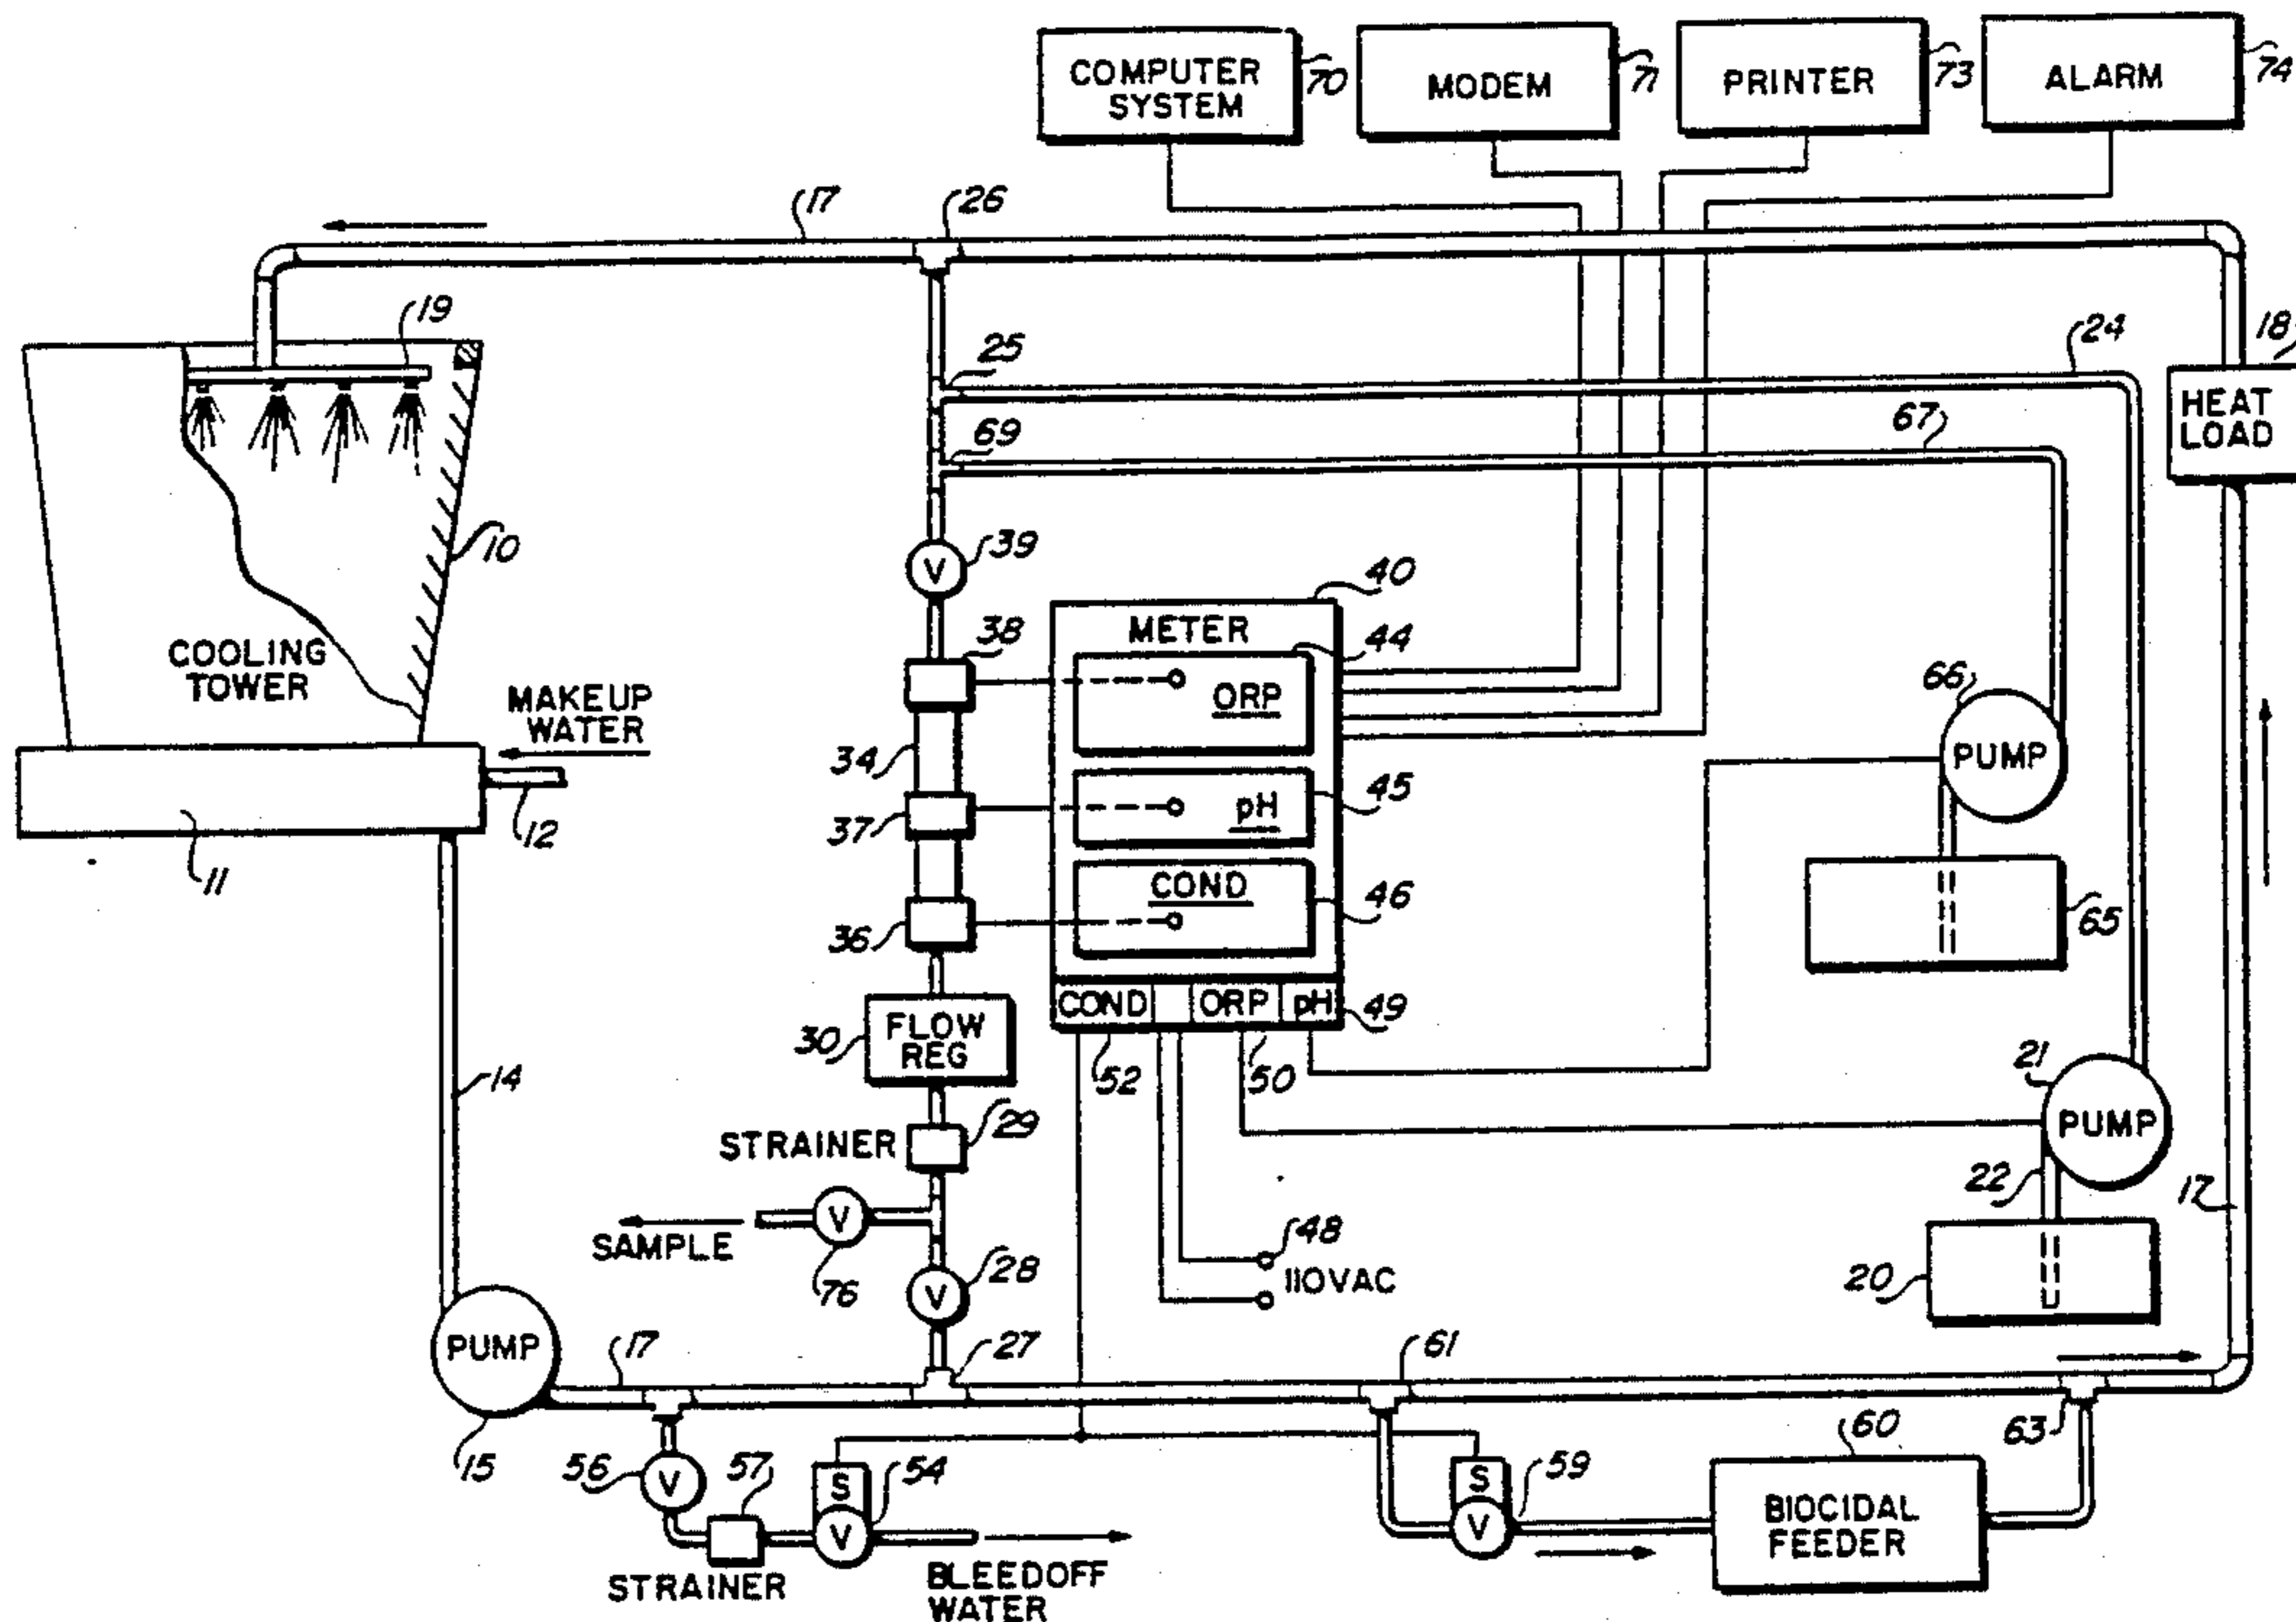 COMPUTER
SYSTEM
70
MODEM
71
PRINTER
73
ALARM
74
17
26
19
25
24
18
HEAT
LOAD
69
67
10
39
40
COOLING
TOWER
38
METER
44
ORP
66
PUMP
MAKEUP
WATER
34
V
12
11
37
pH
45
36
COND
46
65
30
FLOW
REG
COND
ORP
pH
49
52
50
14
21
PUMP
STRAINER
29
22
17
SAMPLE
V
76
28
V
48
110VAC
20
PUMP
15
17
27
61
63
56
V
57
STRAINER
S
V
54
BLEEDOFF
WATER
S
V
59
60
BIOCIDAL
FEEDER